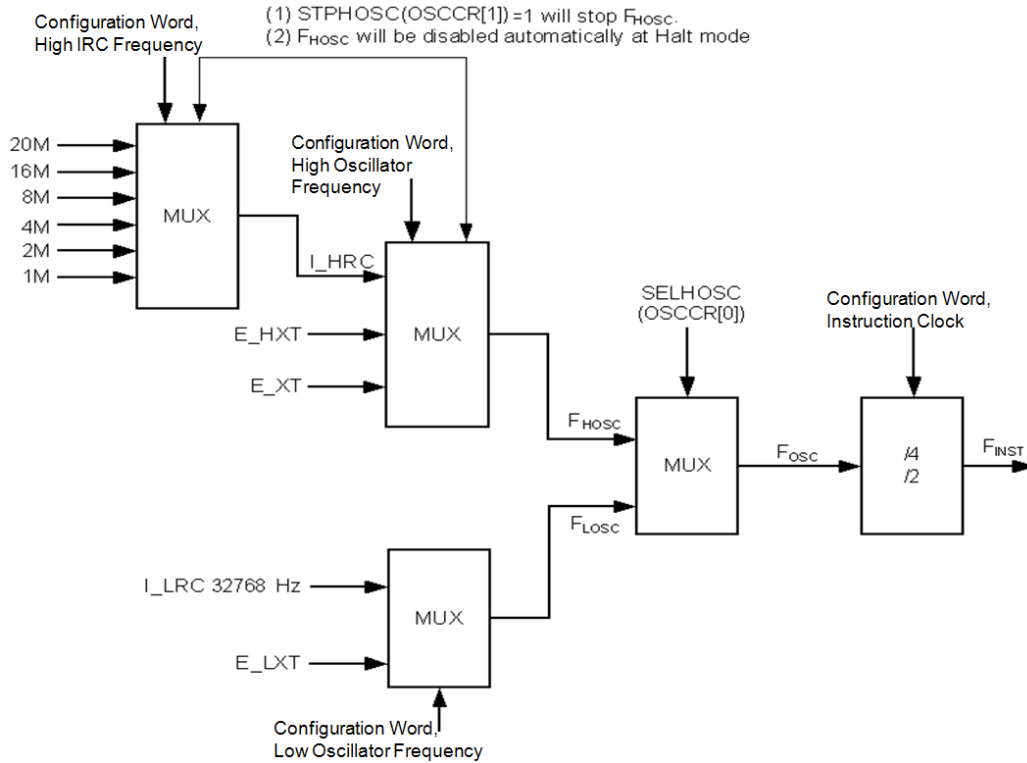 (1) STPHOSC(OSCCR[1])=1 will stop FHOSC.
(2) FHOSC will be disabled automatically at Halt mode
Configuration Word,
High IRC Frequency
20M
16M
8M
4M
2M
1M
MUX
Configuration Word,
High Oscillator
Frequency
I_HRC
E_HXT
E_XT
MUX
SELHOSC
(OSCCR[0])
Configuration Word,
Instruction Clock
FHOSC
FLOSC
MUX
FOSC
/4
/2
FINST
I_LRC 32768 Hz
E_LXT
MUX
Configuration Word,
Low Oscillator Frequency